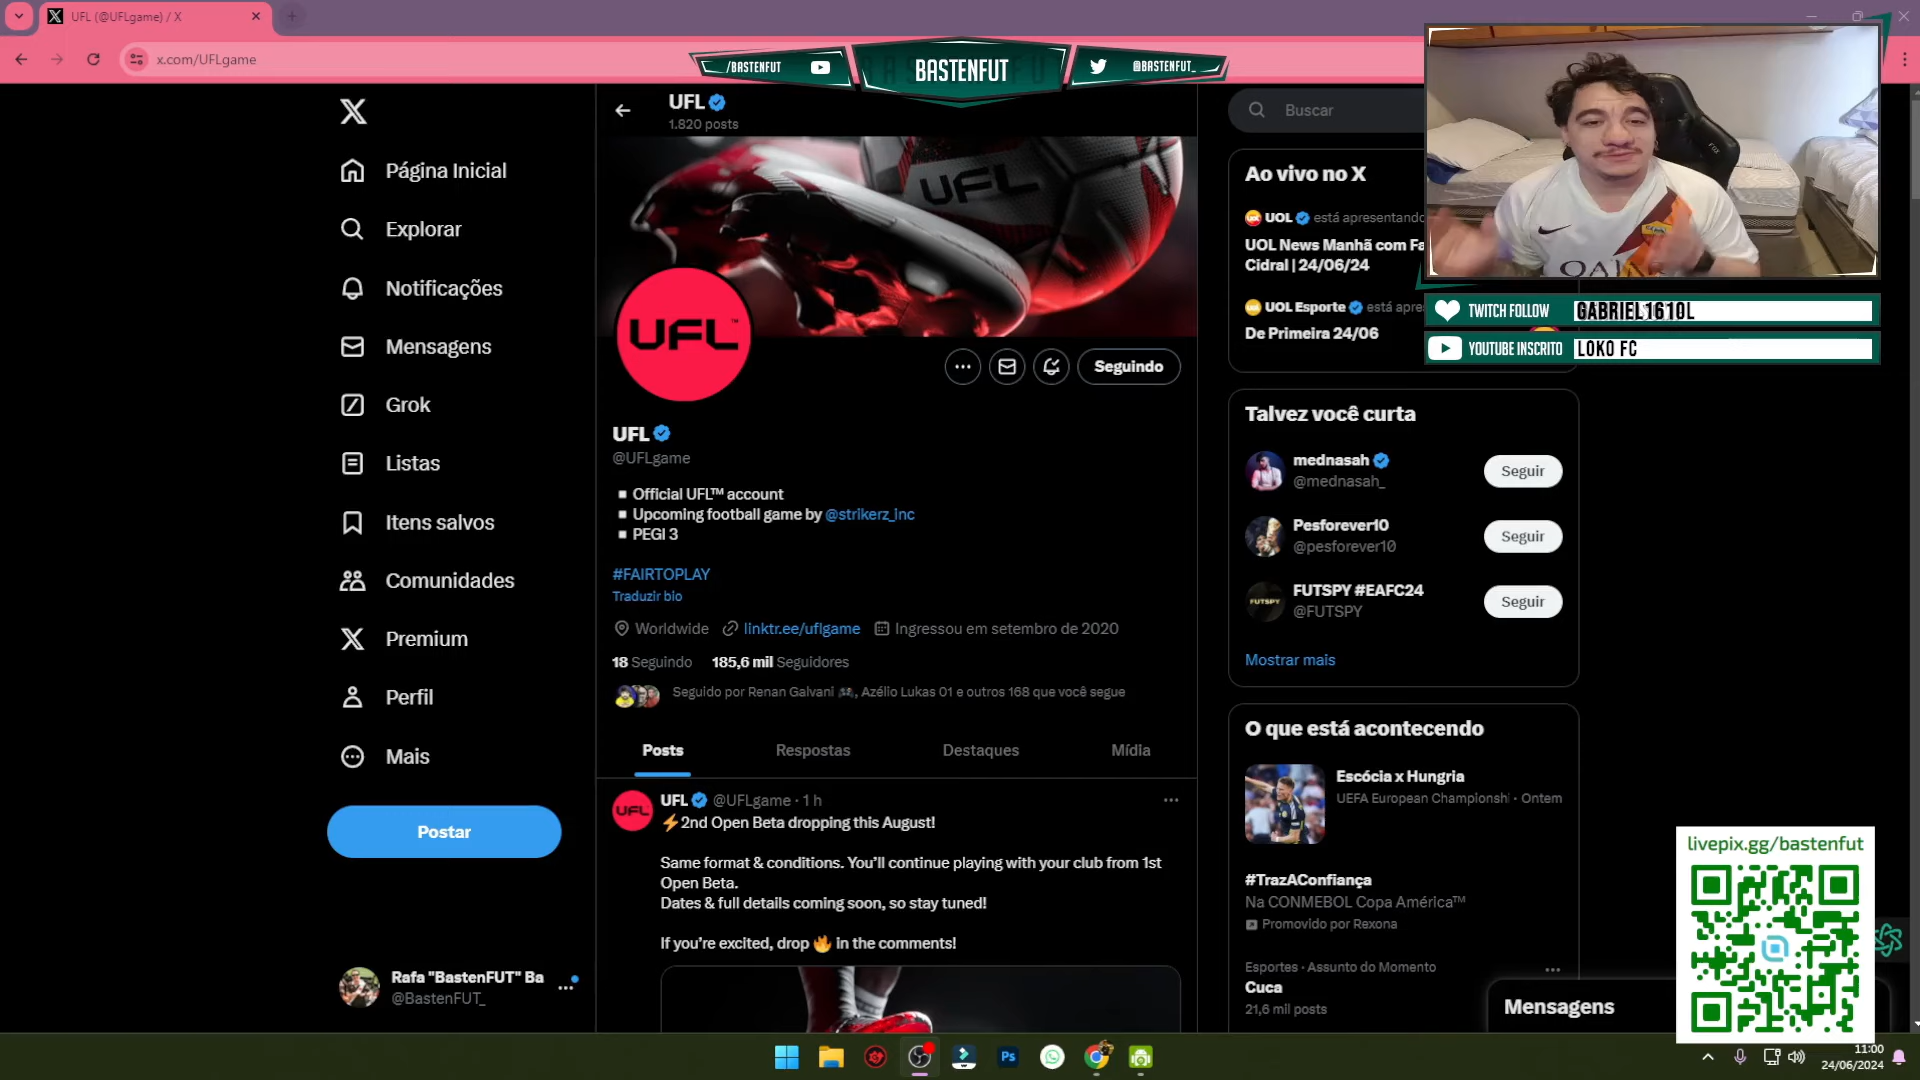 UFL (@UFLgame) / X
x.com/UFLgame
/BASTENFUT
BASTENFUT
@BASTENFUT_
Página Inicial
Explorar
Notificações
Mensagens
Grok
Listas
Itens salvos
Comunidades
Premium
Perfil
Mais
Postar
Rafa "BastenFUT" Ba
@BastenFUT_
UFL
1.820 posts
UFL
UFL™
Seguindo
UFL
@UFLgame
▪ Official UFL™ account
▪ Upcoming football game by @strikerz_inc
▪ PEGI 3
#FAIRTOPLAY
Traduzir bio
Worldwide linktr.ee/uflgame Ingressou em setembro de 2020
18 Seguindo 185,6 mil Seguidores
Seguido por Renan Galvani 🎮, Azélio Lukas 01 e outros 168 que você segue
Posts Respostas Destaques Mídia
UFL
UFL @UFLgame · 1 h
⚡2nd Open Beta dropping this August!
Same format & conditions. You'll continue playing with your club from 1st
Open Beta.
Dates & full details coming soon, so stay tuned!
If you're excited, drop 🔥 in the comments!
Buscar
Ao vivo no X
UOL está apresentando
UOL News Manhã com Fa
Cidral | 24/06/24
UOL Esporte está apre
De Primeira 24/06
TWITCH FOLLOW GABRIEL1610L
YOUTUBE INSCRITO LOKO FC
Talvez você curta
mednasah
@mednasah_
Seguir
Pesforever10
@pesforever10
Seguir
FUTSPY
FUTSPY #EAFC24
@FUTSPY
Seguir
Mostrar mais
O que está acontecendo
Escócia x Hungria
UEFA European Championshi · Ontem
#TrazAConfiança
Na CONMEBOL Copa América™
Promovido por Rexona
Esportes · Assunto do Momento
Cuca
21,6 mil posts
Mensagens
livepix.gg/bastenfut
Ps
11:00
24/06/2024